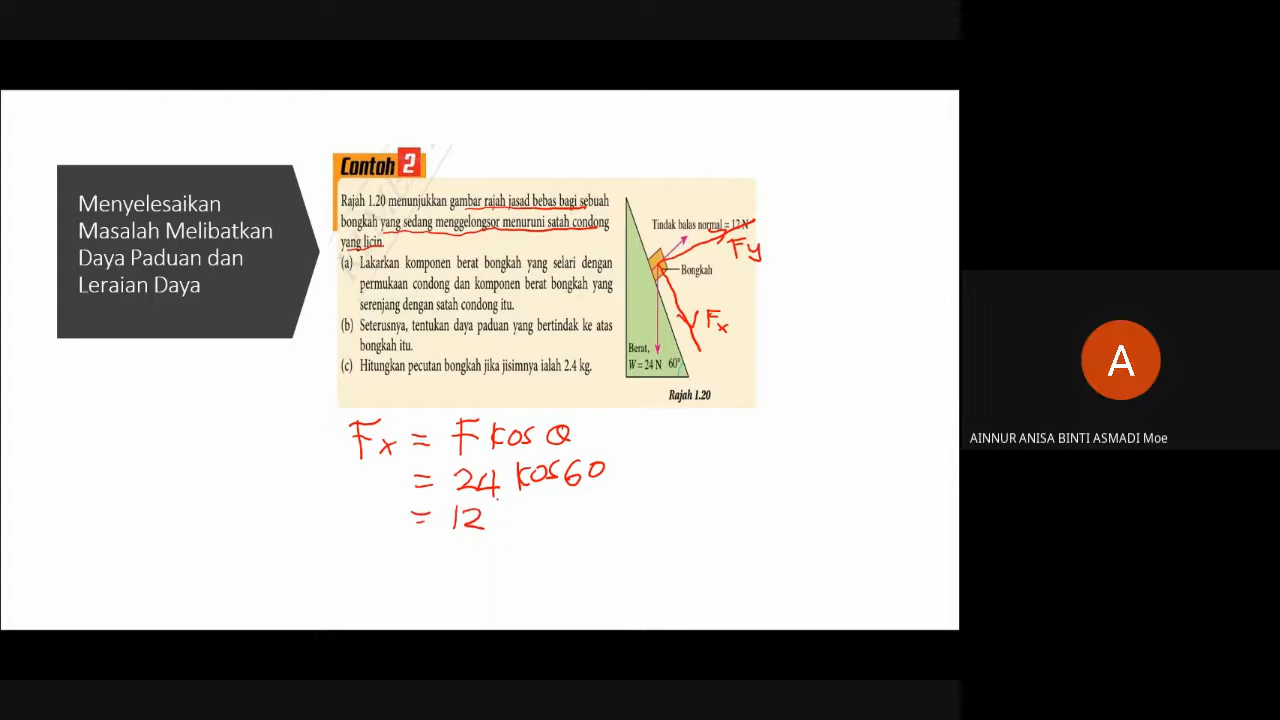 Menyelesaikan
Masalah Melibatkan
Daya Paduan dan
Leraian Daya
Contoh 2
Rajah 1.20 menunjukkan gambar rajah jasad bebas bagi sebuah
bongkah yang sedang menggelongsor menuruni satah condong
yang licin.
(a) Lakarkan komponen berat bongkah yang selari dengan
permukaan condong dan komponen berat bongkah yang
serenjang dengan satah condong itu.
(b) Seterusnya, tentukan daya paduan yang bertindak ke atas
bongkah itu.
(c) Hitungkan pecutan bongkah jika jisimnya ialah 2.4 kg.
Tindak balas normal = 12 N
Fy
Bongkah
Fx
Berat,
W = 24 N
60°
Rajah 1.20
Fx = F kos θ
= 24 kos 60
= 12
A
AINNUR ANISA BINTI ASMADI Moe